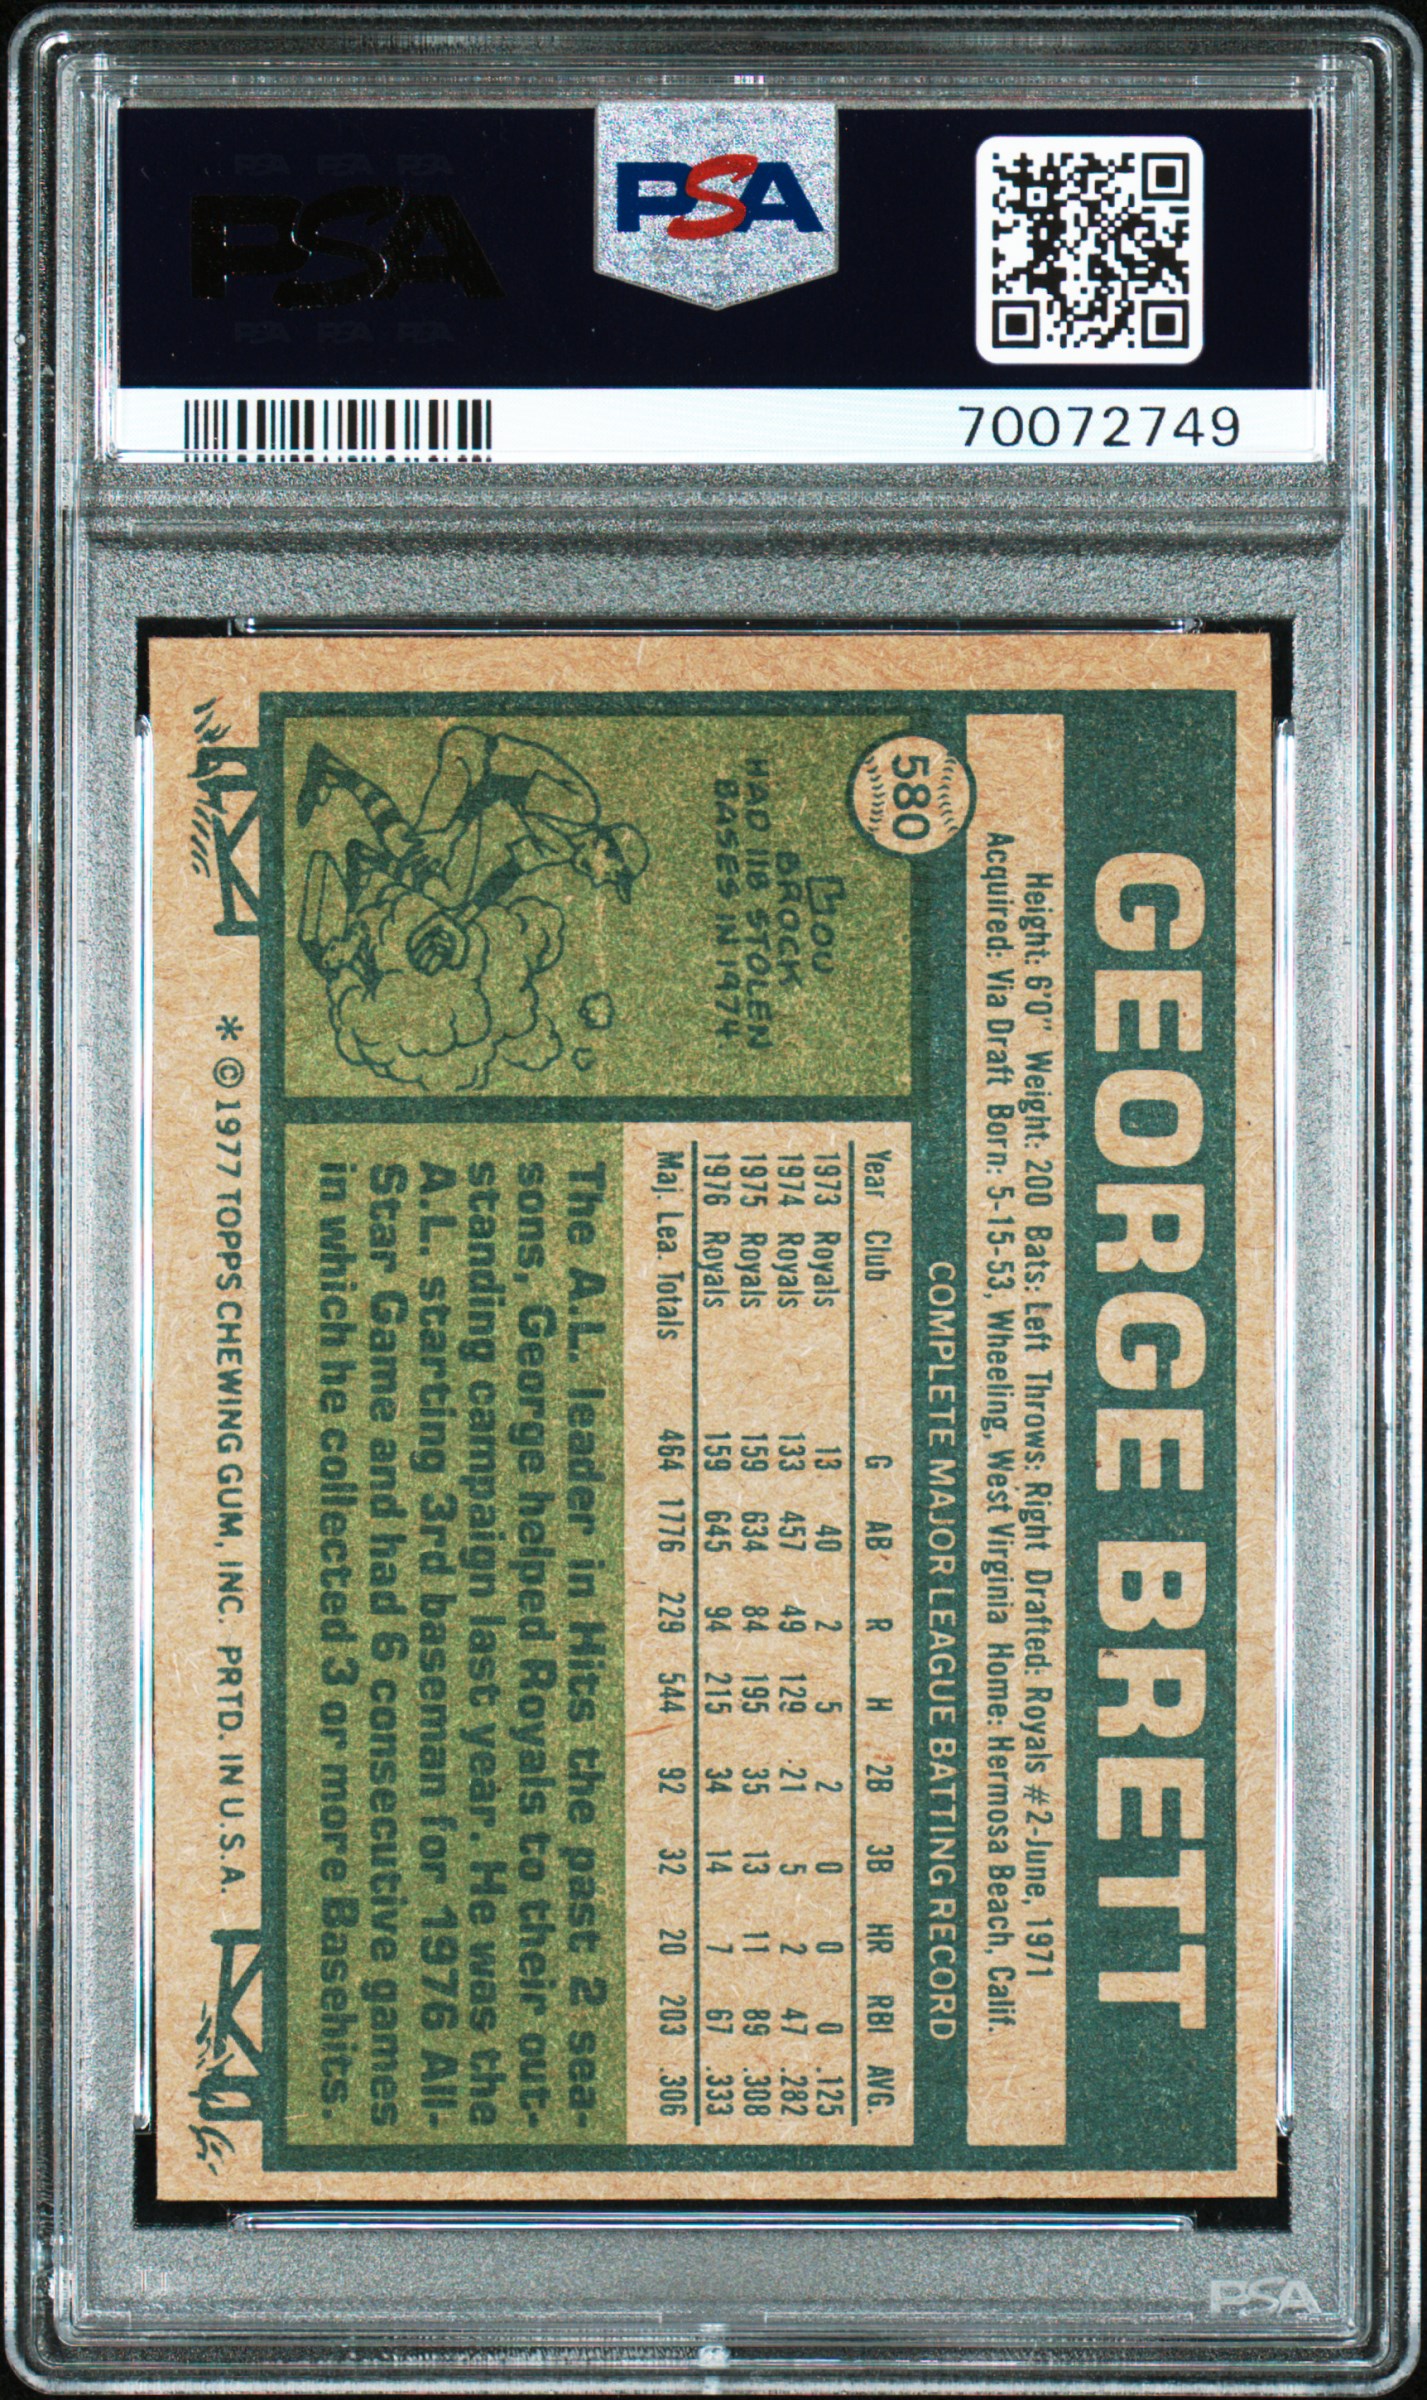 PSA PSA PSA
PSA
PSA PSA PSA
PSA
70072749
580
GEORGE BRETT
Height: 6'0" Weight: 200 Bats: Left Throws: Right Drafted: Royals #2-June, 1971
Acquired: Via Draft Born: 5-15-53, Wheeling, West Virginia Home: Hermosa Beach, Calif.
COMPLETE MAJOR LEAGUE BATTING RECORD
Year Club G AB R H 2B 3B HR RBI AVG.
1973 Royals 13 40 2 5 2 0 0 0 .125
1974 Royals 133 457 49 129 21 5 2 47 .282
1975 Royals 159 634 84 195 35 13 11 89 .308
1976 Royals 159 645 94 215 34 14 7 67 .333
Maj. Lea. Totals 464 1776 229 544 92 32 20 203 .306
LOU
BROCK
HAD 118 STOLEN
BASES IN 1974
The A.L. leader in Hits the past 2 sea-
sons, George helped Royals to their out-
standing campaign last year. He was the
A.L. starting 3rd baseman for 1976 All-
Star Game and had 6 consecutive games
in which he collected 3 or more Basehits.
* © 1977 TOPPS CHEWING GUM, INC. PRTD. IN U.S.A.
PSA